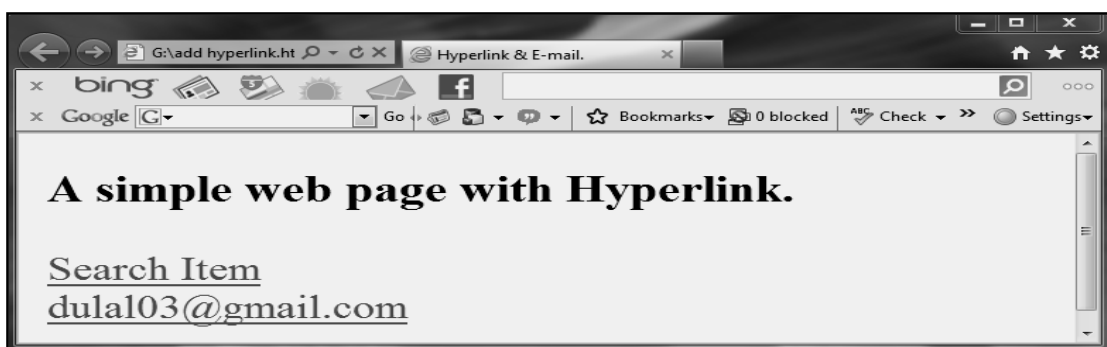 G:\add hyperlink.ht
Hyperlink & E-mail.
bing
f
Google G
Go
Bookmarks
0 blocked
ABC
Check
Settings
A simple web page with Hyperlink.
Search Item
dulal03@gmail.com